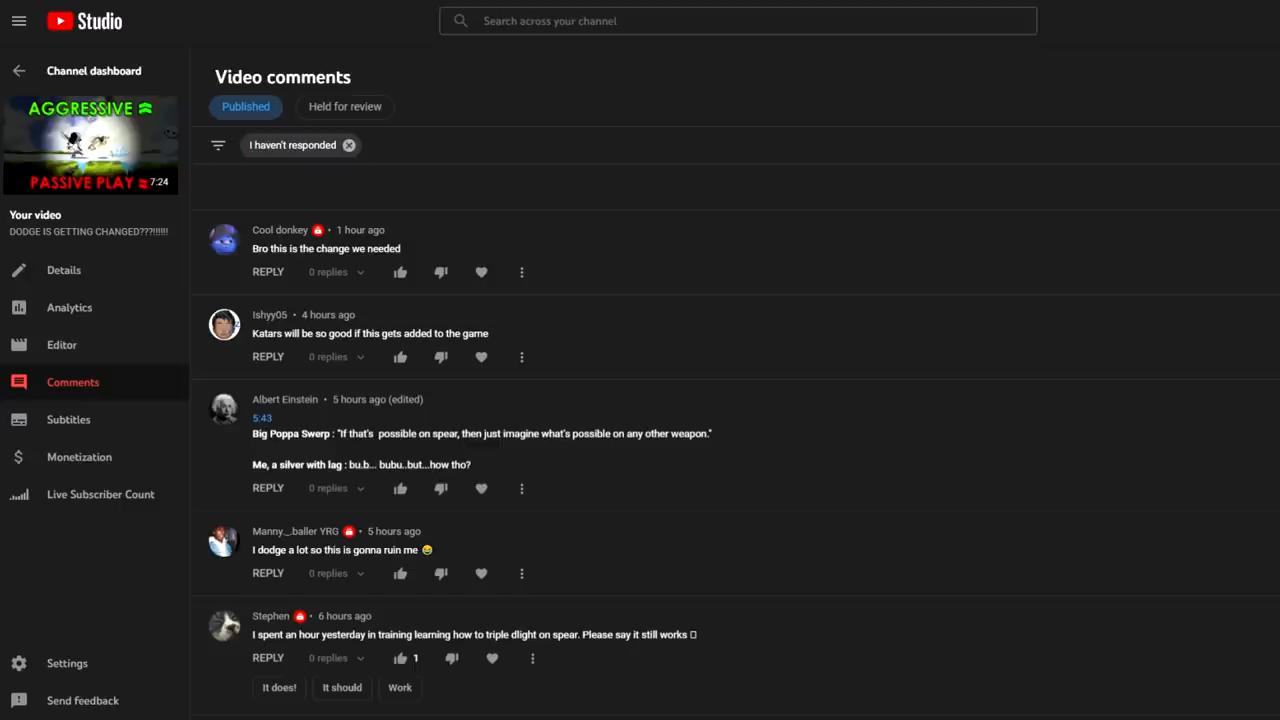 Studio
Search across your channel
Channel dashboard
AGGRESSIVE
PASSIVE PLAY
7:24
Your video
DODGE IS GETTING CHANGED???!!!!!!
Details
Analytics
Editor
Comments
Subtitles
Monetization
Live Subscriber Count
Settings
Send feedback
Video comments
Published
Held for review
I haven't responded
Cool donkey • 1 hour ago
Bro this is the change we needed
REPLY 0 replies
Ishyy05 • 4 hours ago
Katars will be so good if this gets added to the game
REPLY 0 replies
Albert Einstein • 5 hours ago (edited)
5:43
Big Poppa Swerp : "If that's possible on spear, then just imagine what's possible on any other weapon."
Me, a silver with lag : bu.b... bubu..but...how tho?
REPLY 0 replies
Manny._.baller YRG • 5 hours ago
I dodge a lot so this is gonna ruin me 😂
REPLY 0 replies
Stephen • 6 hours ago
I spent an hour yesterday in training learning how to triple dlight on spear. Please say it still works
REPLY 0 replies 1
It does! It should Work